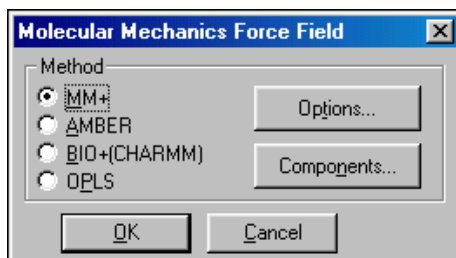 Molecular Mechanics Force Field
Method
MM+
AMBER
BIO+(CHARMM)
OPLS
Options...
Components...
OK
Cancel